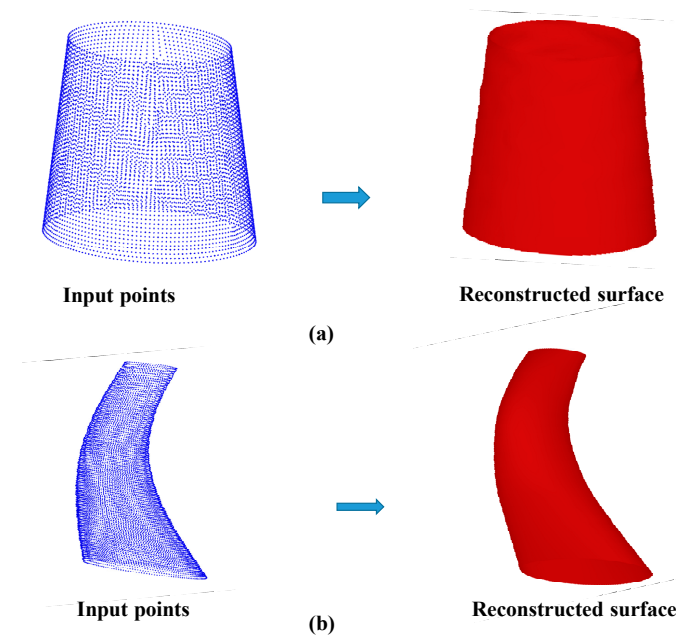 Input points
Reconstructed surface
(a)
Input points
Reconstructed surface
(b)